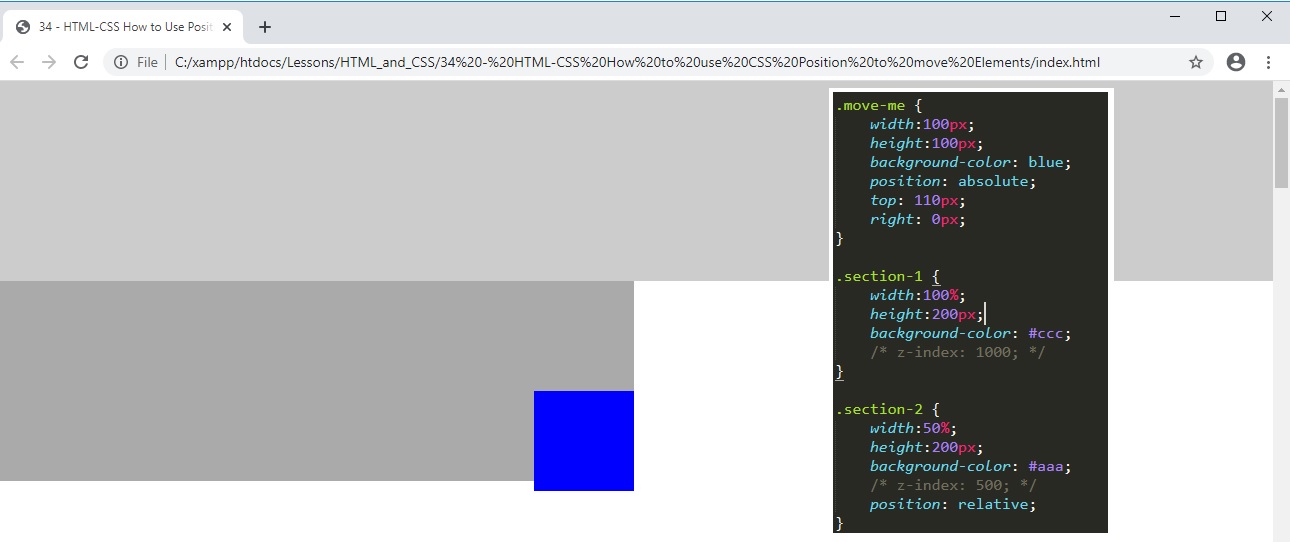 34 - HTML-CSS How to Use Posit
File
C:/xampp/htdocs/Lessons/HTML_and_CSS/34%20-%20HTML-CSS%20How%20to%20use%20CSS%20Position%20to%20move%20Elements/index.html
.move-me {
width:100px;
height:100px;
background-color: blue;
position: absolute;
top: 110px;
right: 0px;
}
.section-1 {
width:100%;
height:200px;
background-color: #ccc;
/* z-index: 1000; */
}
.section-2 {
width:50%;
height:200px;
background-color: #aaa;
/* z-index: 500; */
position: relative;
}